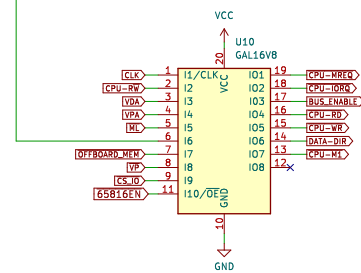 VCC
U10
GAL16V8
20
VCC
CLK 1 I1/CLK IO1 19 CPU-MREQ
CPU-RW 2 I2 IO2 18 CPU-IORQ
VDA 3 I3 IO3 17 BUS_ENABLE
VPA 4 I4 IO4 16 CPU-RD
ML 5 I5 IO5 15 CPU-WR
6 I6 IO6 14 DATA-DIR
OFFBOARD_MEM 7 I7 IO7 13 CPU-M1
VP 8 I8 IO8 12
CS_IO 9 I9
65816EN 11 I10/OE
GND
10
GND